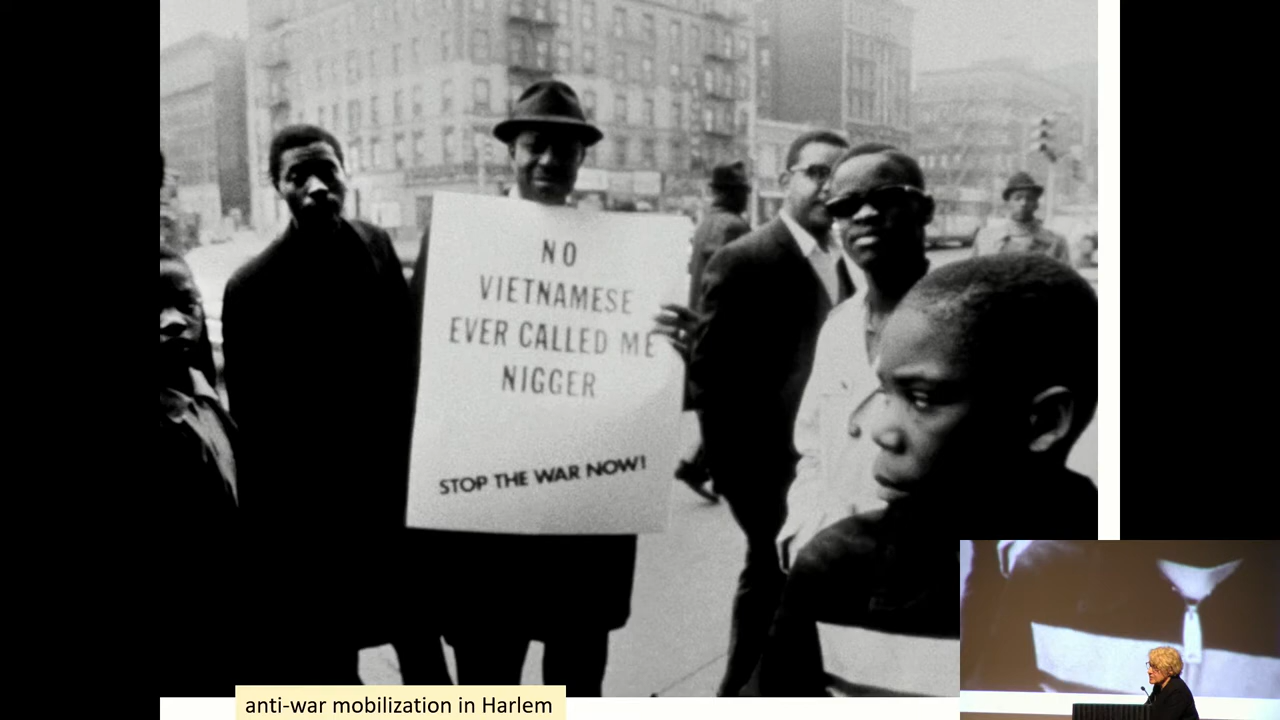 NO
VIETNAMESE
EVER CALLED ME
NIGGER
STOP THE WAR NOW!
anti-war mobilization in Harlem